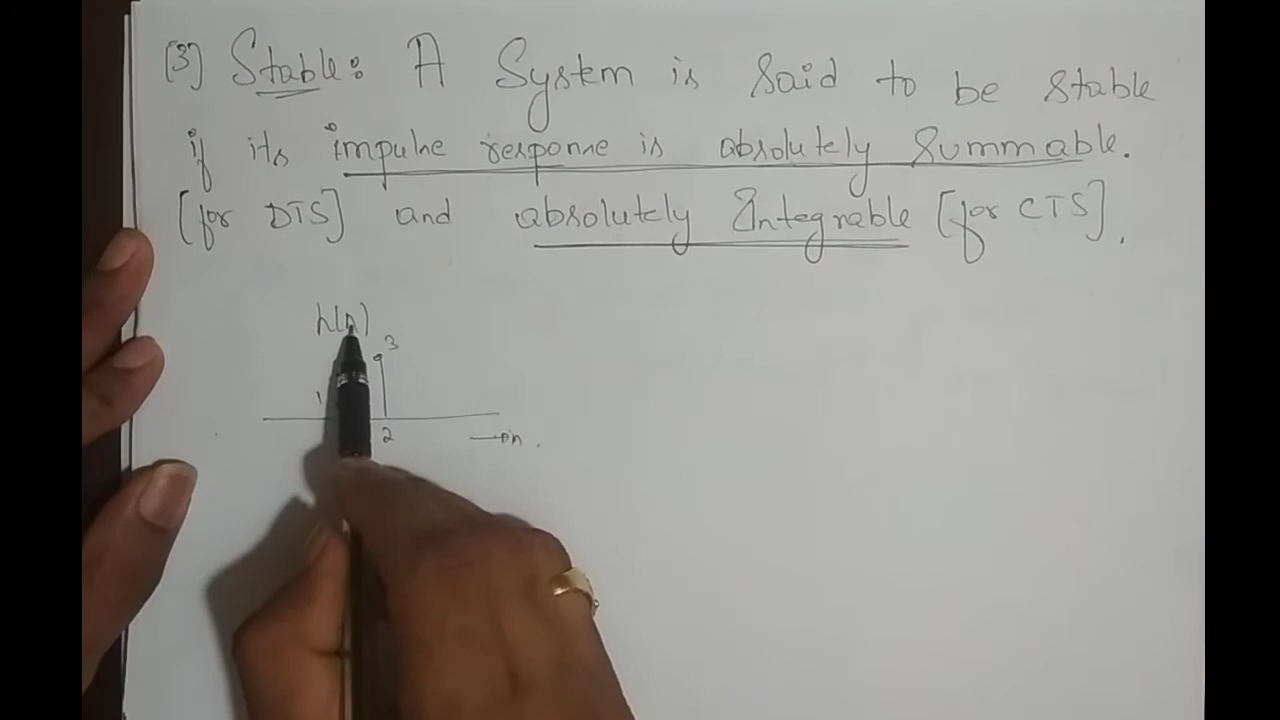 (3) Stable: A System is Said to be Stable
if its impulse response is absolutely Summable.
[for DTS] and absolutely Integrable [for CTS].
h(n)
3
1
2 →n.